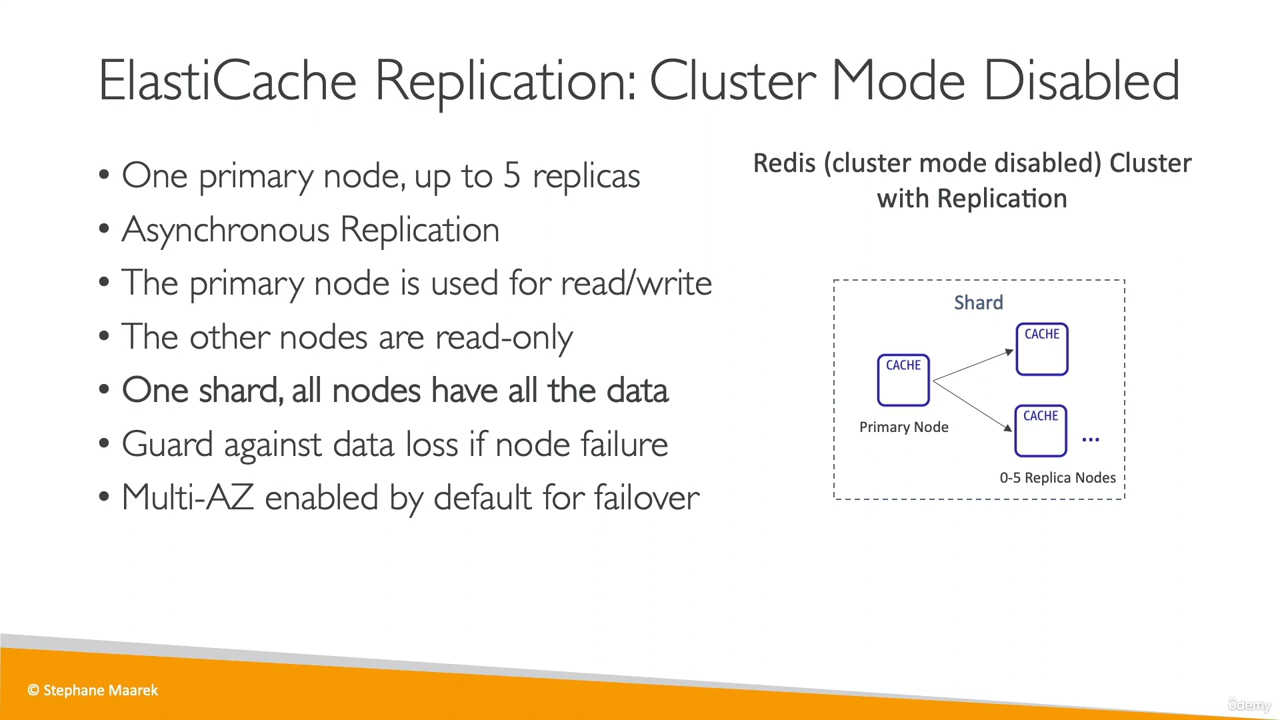 ElastiCache Replication: Cluster Mode Disabled
• One primary node, up to 5 replicas
• Asynchronous Replication
• The primary node is used for read/write
• The other nodes are read-only
• One shard, all nodes have all the data
• Guard against data loss if node failure
• Multi-AZ enabled by default for failover
Redis (cluster mode disabled) Cluster
with Replication
Shard
CACHE
CACHE
Primary Node
CACHE
...
0-5 Replica Nodes
© Stephane Maarek
ûdemy